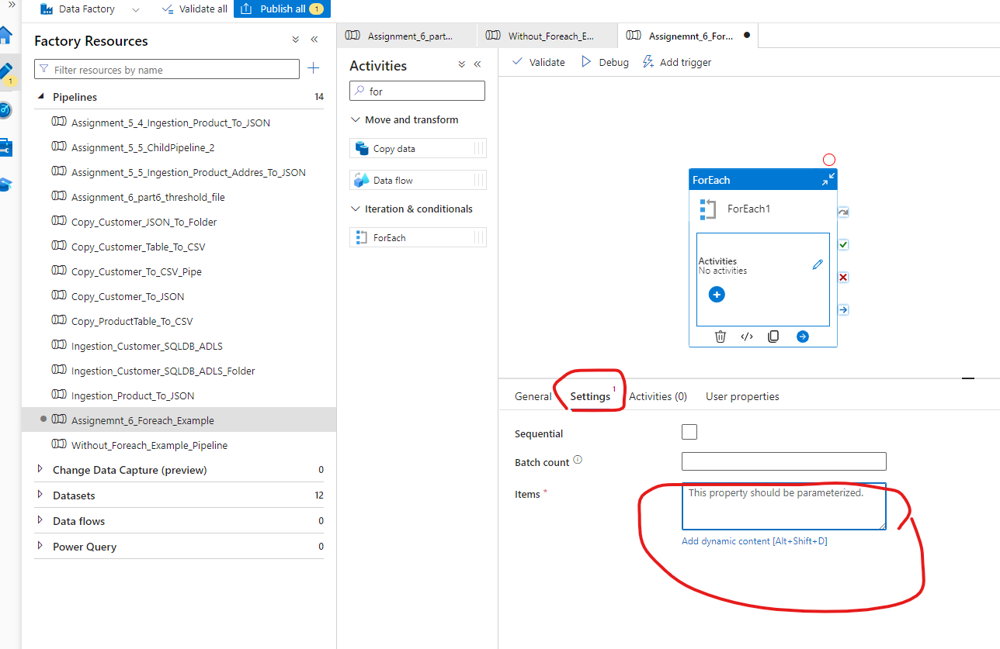 »
Data Factory
Validate all
Publish all 1
1
Factory Resources
Filter resources by name
Pipelines 14
Assignment_5_4_Ingestion_Product_To_JSON
Assignment_5_5_ChildPipeline_2
Assignment_5_5_Ingestion_Product_Addres_To_JSON
Assignment_6_part6_threshold_file
Copy_Customer_JSON_To_Folder
Copy_Customer_Table_To_CSV
Copy_Customer_To_CSV_Pipe
Copy_Customer_To_JSON
Copy_ProductTable_To_CSV
Ingestion_Customer_SQLDB_ADLS
Ingestion_Customer_SQLDB_ADLS_Folder
Ingestion_Product_To_JSON
Assignemnt_6_Foreach_Example
Without_Foreach_Example_Pipeline
Change Data Capture (preview) 0
Datasets 12
Data flows 0
Power Query 0
Assignment_6_part...
Without_Foreach_E...
Assignemnt_6_For...
Activities
for
Move and transform
Copy data
Data flow
Iteration & conditionals
ForEach
Validate
Debug
Add trigger
ForEach
ForEach1
Activities
No activities
General
Settings 1
Activities (0)
User properties
Sequential
Batch count
Items *
This property should be parameterized.
Add dynamic content [Alt+Shift+D]